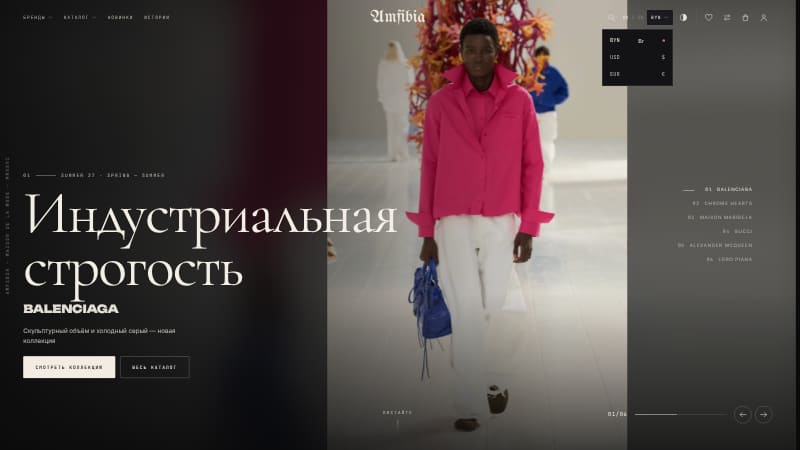 БРЕНДЫ
КАТАЛОГ
НОВИНКИ
ИСТОРИИ
Amfibia
BYN
BYN Br
USD $
EUR €
01 — SUMMER 27 · SPRING — SUMMER
Индустриальная
строгость
BALENCIAGA
Скульптурный объём и холодный серый — новая
коллекция
СМОТРЕТЬ КОЛЛЕКЦИЮ
ВЕСЬ КАТАЛОГ
01 BALENCIAGA
02 CHROME HEARTS
03 MAISON MARGIELA
04 GUCCI
05 ALEXANDER MCQUEEN
06 LORO PIANA
ЛИСТАЙТЕ
01/06